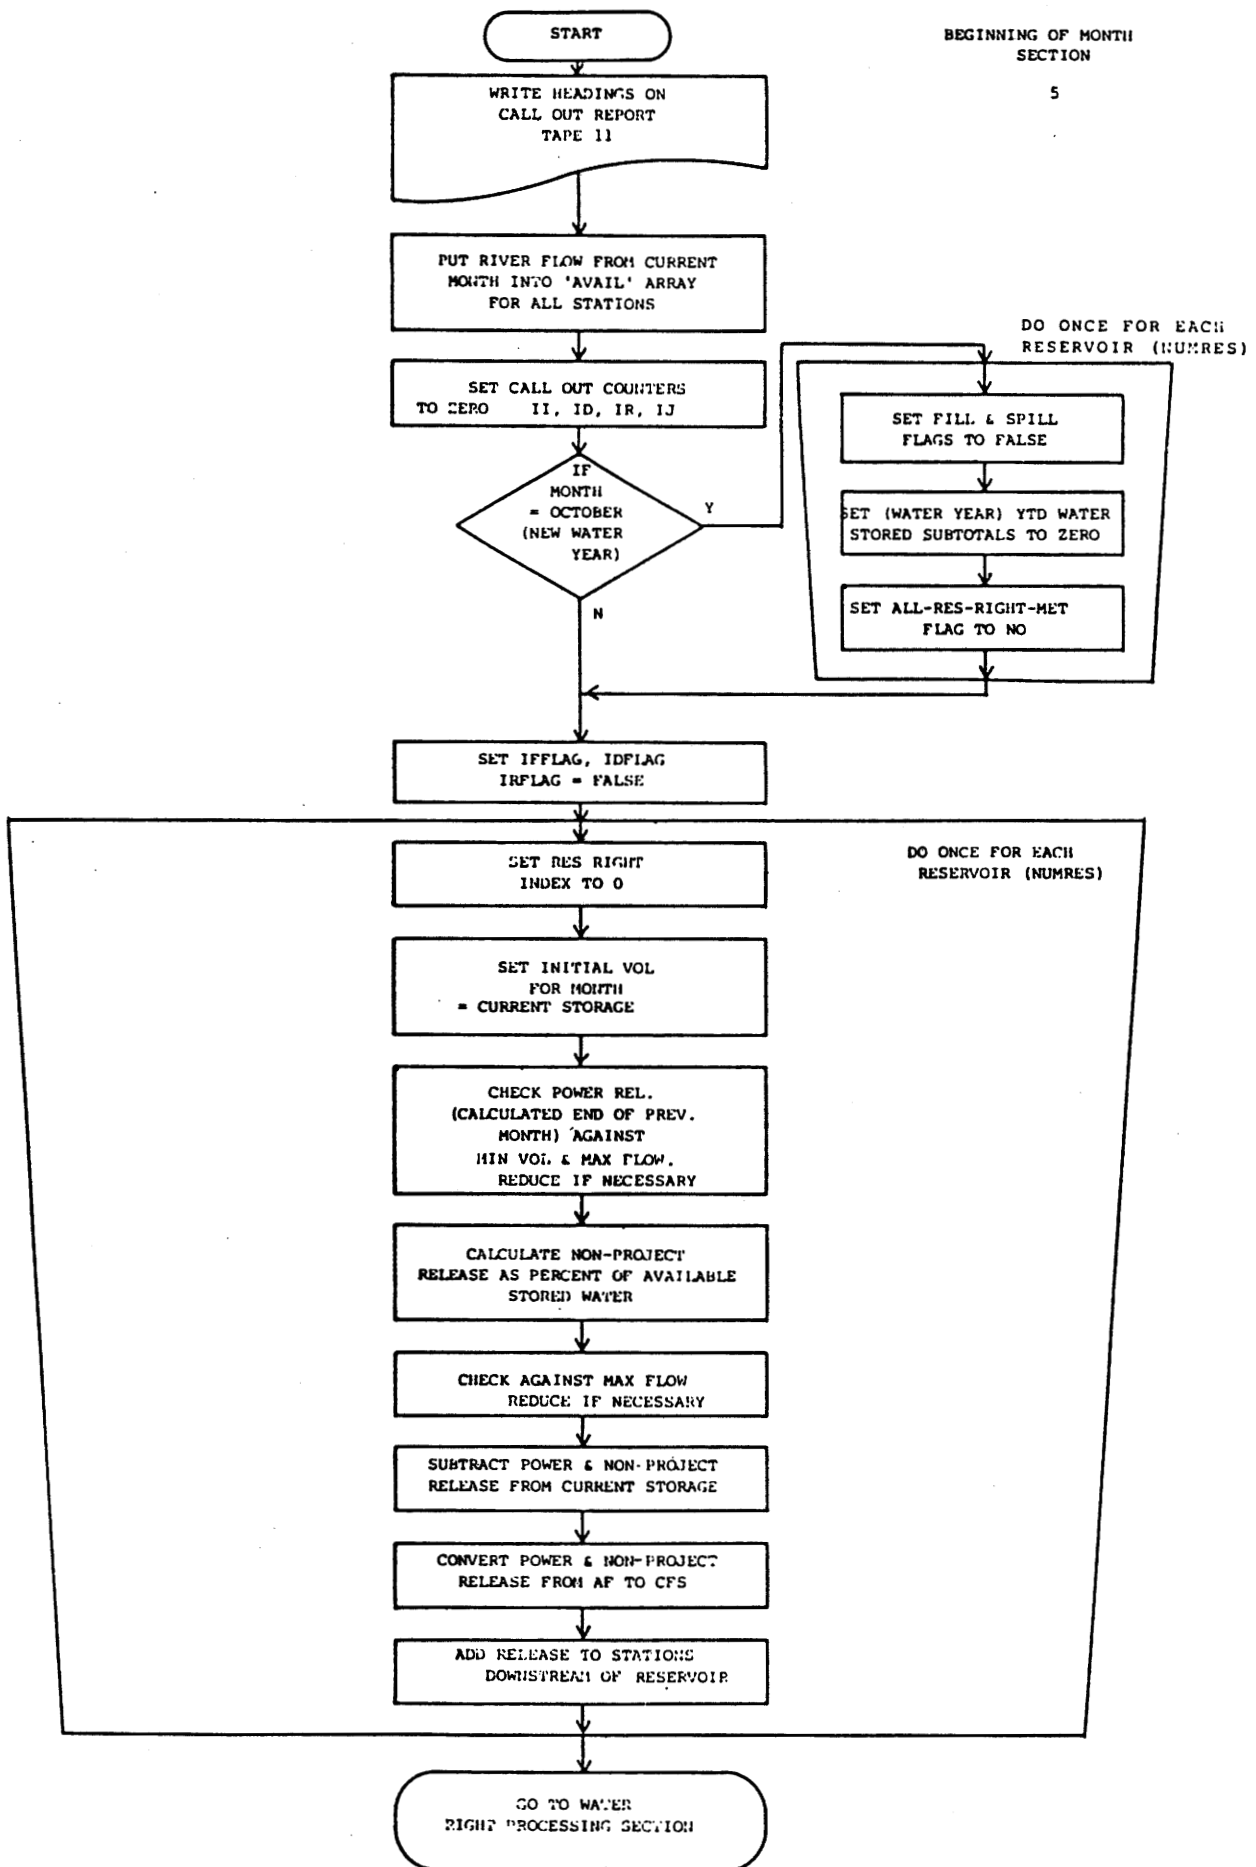 START
BEGINNING OF MONTH
SECTION
5
WRITE HEADINGS ON
CALL OUT REPORT
TAPE 11
PUT RIVER FLOW FROM CURRENT
MONTH INTO 'AVAIL' ARRAY
FOR ALL STATIONS
SET CALL OUT COUNTERS
TO ZERO II, ID, IR, IJ
IF
MONTH
= OCTOBER
(NEW WATER
YEAR)
Y
N
DO ONCE FOR EACH
RESERVOIR (NUMRES)
SET FILL & SPILL
FLAGS TO FALSE
SET (WATER YEAR) YTD WATER
STORED SUBTOTALS TO ZERO
SET ALL-RES-RIGHT-MET
FLAG TO NO
SET IFFLAG, IDFLAG
IRFLAG = FALSE
DO ONCE FOR EACH
RESERVOIR (NUMRES)
SET RES RIGHT
INDEX TO 0
SET INITIAL VOL
FOR MONTH
= CURRENT STORAGE
CHECK POWER REL.
(CALCULATED END OF PREV.
MONTH) AGAINST
MIN VOL & MAX FLOW.
REDUCE IF NECESSARY
CALCULATE NON-PROJECT
RELEASE AS PERCENT OF AVAILABLE
STORED WATER
CHECK AGAINST MAX FLOW
REDUCE IF NECESSARY
SUBTRACT POWER & NON-PROJECT
RELEASE FROM CURRENT STORAGE
CONVERT POWER & NON-PROJECT
RELEASE FROM AF TO CFS
ADD RELEASE TO STATIONS
DOWNSTREAM OF RESERVOIR
GO TO WATER
RIGHT PROCESSING SECTION